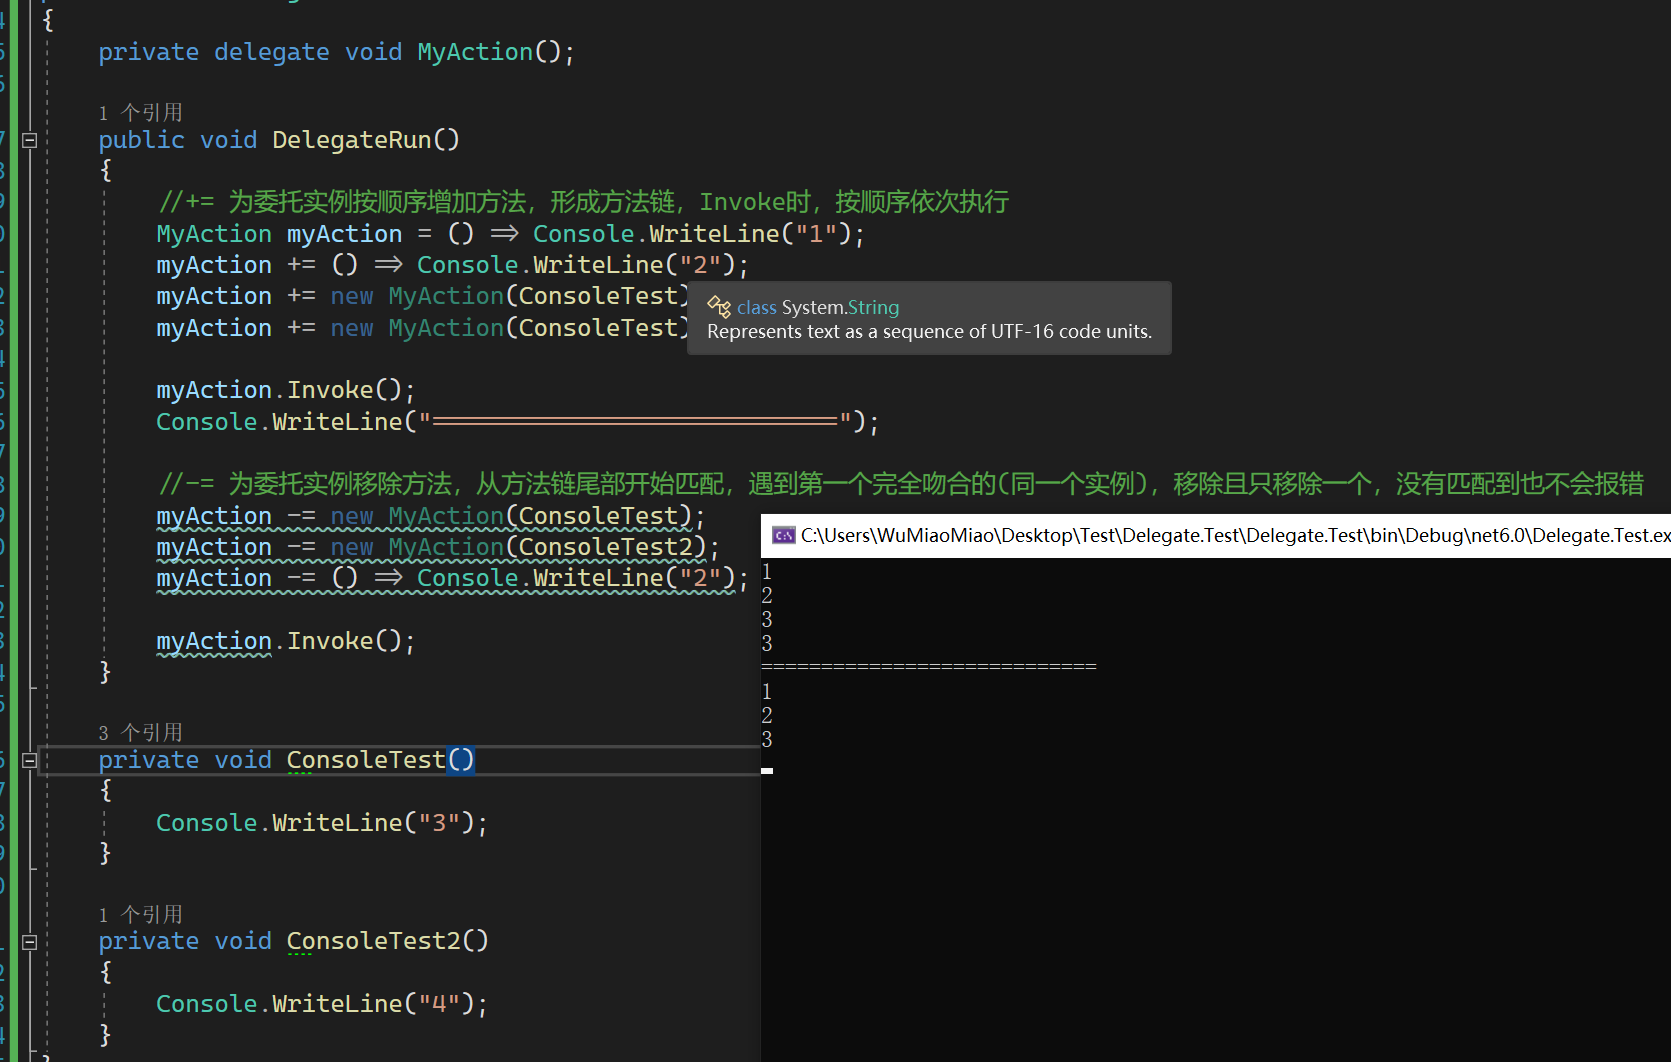 {
private delegate void MyAction();
1 个引用
public void DelegateRun()
{
//+= 为委托实例按顺序增加方法，形成方法链，Invoke时，按顺序依次执行
MyAction myAction = () => Console.WriteLine("1");
myAction += () => Console.WriteLine("2");
myAction += new MyAction(ConsoleTest)
myAction += new MyAction(ConsoleTest)
class System.String
Represents text as a sequence of UTF-16 code units.
myAction.Invoke();
Console.WriteLine("============================");
//-= 为委托实例移除方法，从方法链尾部开始匹配，遇到第一个完全吻合的(同一个实例)，移除且只移除一个，没有匹配到也不会报错
myAction -= new MyAction(ConsoleTest);
myAction -= new MyAction(ConsoleTest2);
myAction -= () => Console.WriteLine("2");
myAction.Invoke();
}
3 个引用
private void ConsoleTest()
{
Console.WriteLine("3");
}
1 个引用
private void ConsoleTest2()
{
Console.WriteLine("4");
}
C:\Users\WuMiaoMiao\Desktop\Test\Delegate.Test\Delegate.Test\bin\Debug\net6.0\Delegate.Test.ex
1
2
3
3
============================
1
2
3